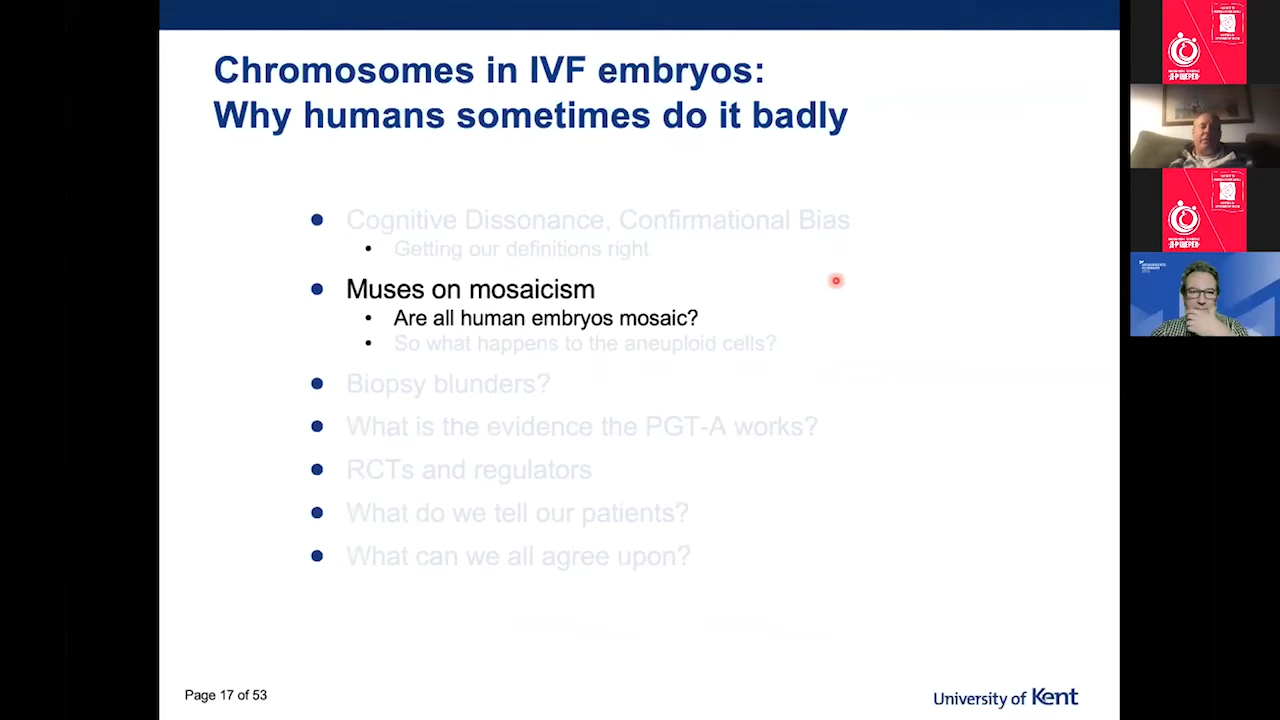 Chromosomes in IVF embryos:
Why humans sometimes do it badly
Cognitive Dissonance, Confirmational Bias
Getting our definitions right
Muses on mosaicism
Are all human embryos mosaic?
So what happens to the aneuploid cells?
Biopsy blunders?
What is the evidence the PGT-A works?
RCTs and regulators
What do we tell our patients?
What can we all agree upon?
Page 17 of 53
University of Kent
Д-Р ЩЕРЕВ
Д-Р ЩЕРЕВ